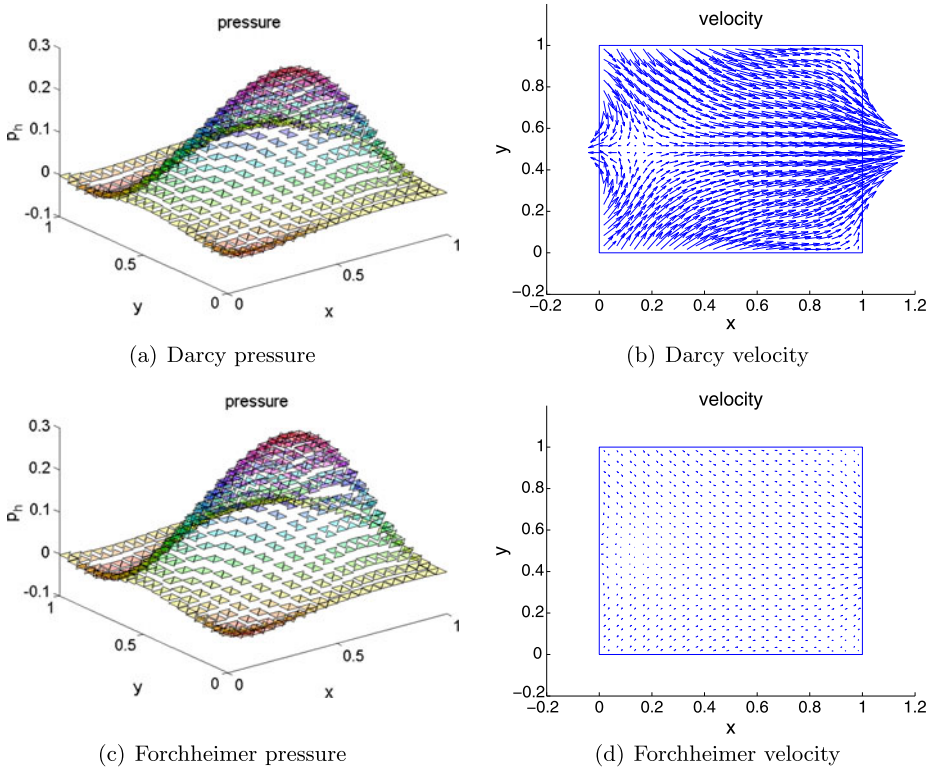 pressure
0.3
0.2
0.1
0
-0.1
p_h
1
0.5
0
y
0
0.5
1
x
(a) Darcy pressure
velocity
1
0.8
0.6
0.4
0.2
0
−0.2
y
−0.2
0
0.2
0.4
0.6
0.8
1
1.2
x
(b) Darcy velocity
pressure
0.3
0.2
0.1
0
-0.1
p_h
1
0.5
0
y
0
0.5
1
x
(c) Forchheimer pressure
velocity
1
0.8
0.6
0.4
0.2
0
−0.2
y
−0.2
0
0.2
0.4
0.6
0.8
1
1.2
x
(d) Forchheimer velocity